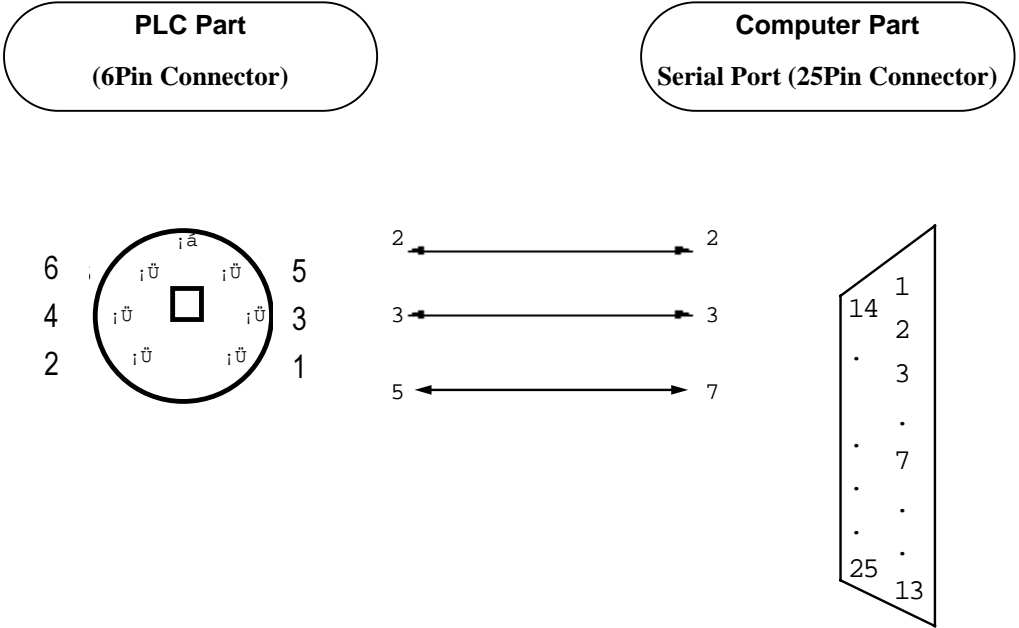 PLC Part
(6Pin Connector)
Computer Part
Serial Port (25Pin Connector)
¡á
6 ¡Ü ¡Ü 5
4 ¡Ü ¡Ü 3
2 ¡Ü ¡Ü 1
2 2
3 3
5 7
1
14
2
.
3
.
.
7
.
.
.
.
25
13